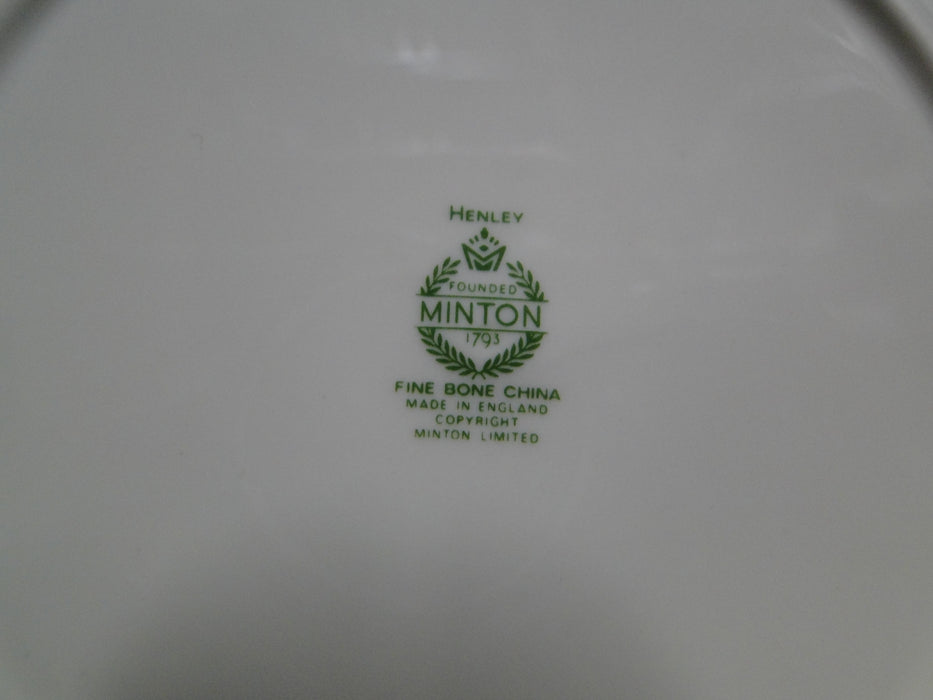 HENLEY
FOUNDED
MINTON
1793
FINE BONE CHINA
MADE IN ENGLAND
COPYRIGHT
MINTON LIMITED